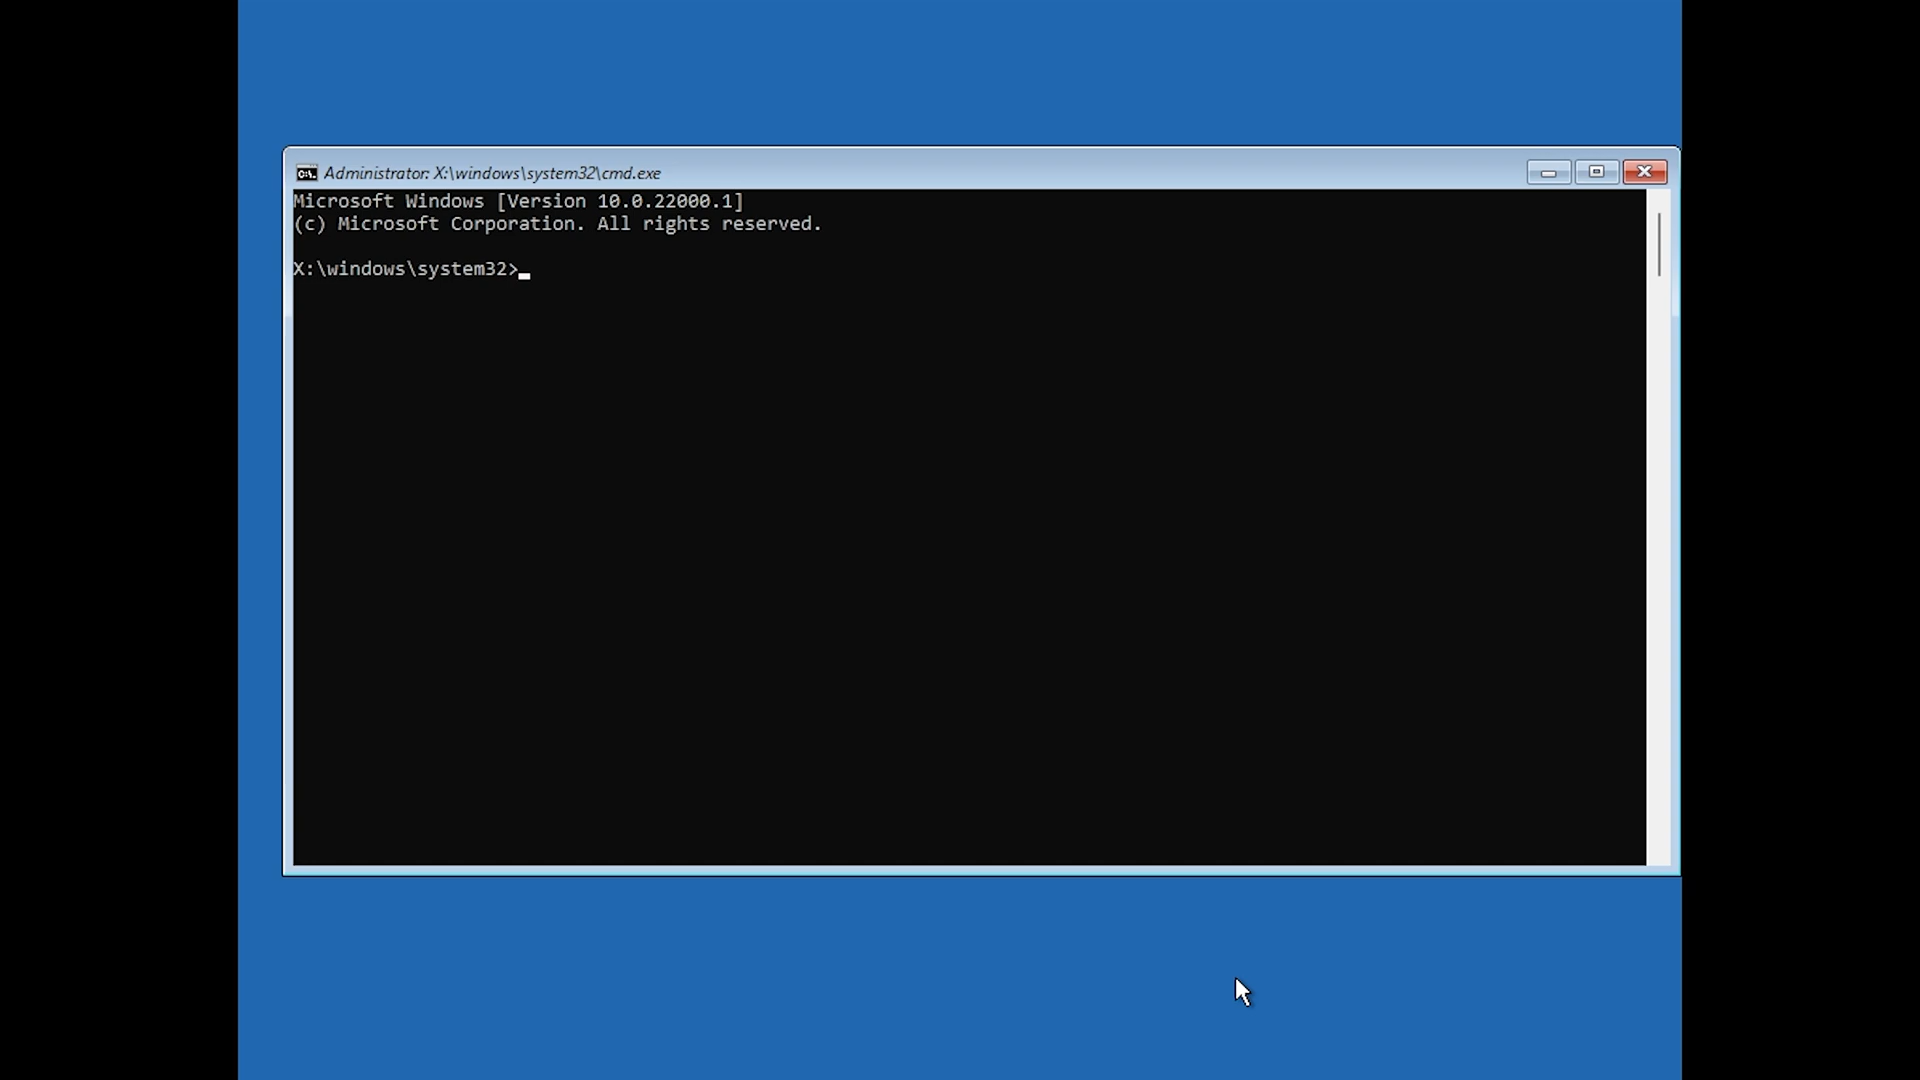 Administrator: X:\windows\system32\cmd.exe
Microsoft Windows [Version 10.0.22000.1]
(c) Microsoft Corporation. All rights reserved.
X:\windows\system32>